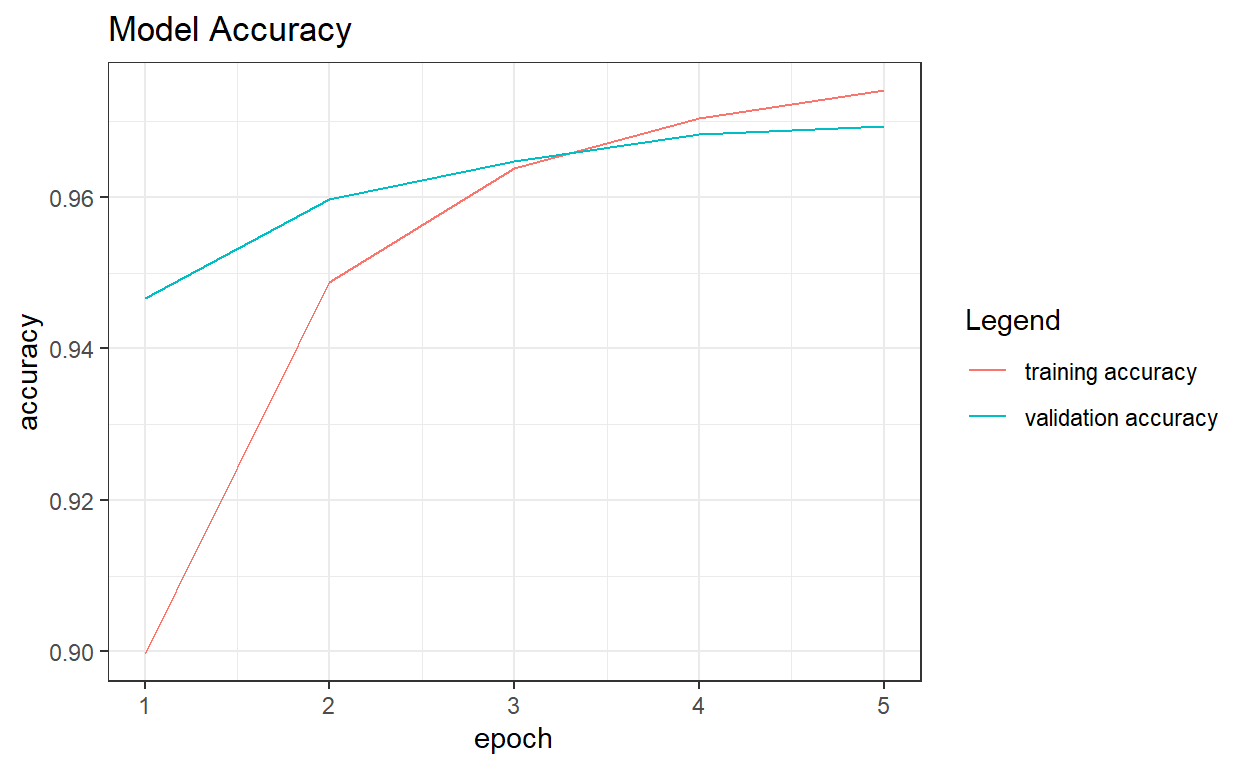 Model Accuracy
0.96
0.94
0.92
0.90
accuracy
1 2 3 4 5
epoch
Legend
training accuracy
validation accuracy